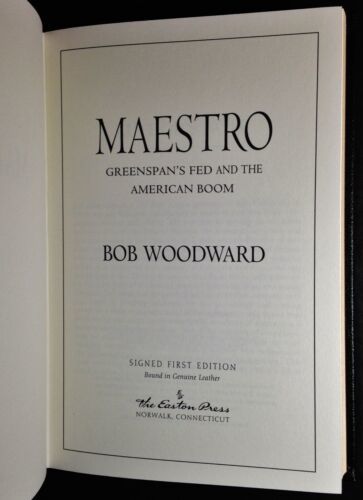 MAESTRO
GREENSPAN'S FED AND THE
AMERICAN BOOM
BOB WOODWARD
SIGNED FIRST EDITION
Bound in Genuine Leather
The Easton Press
NORWALK, CONNECTICUT